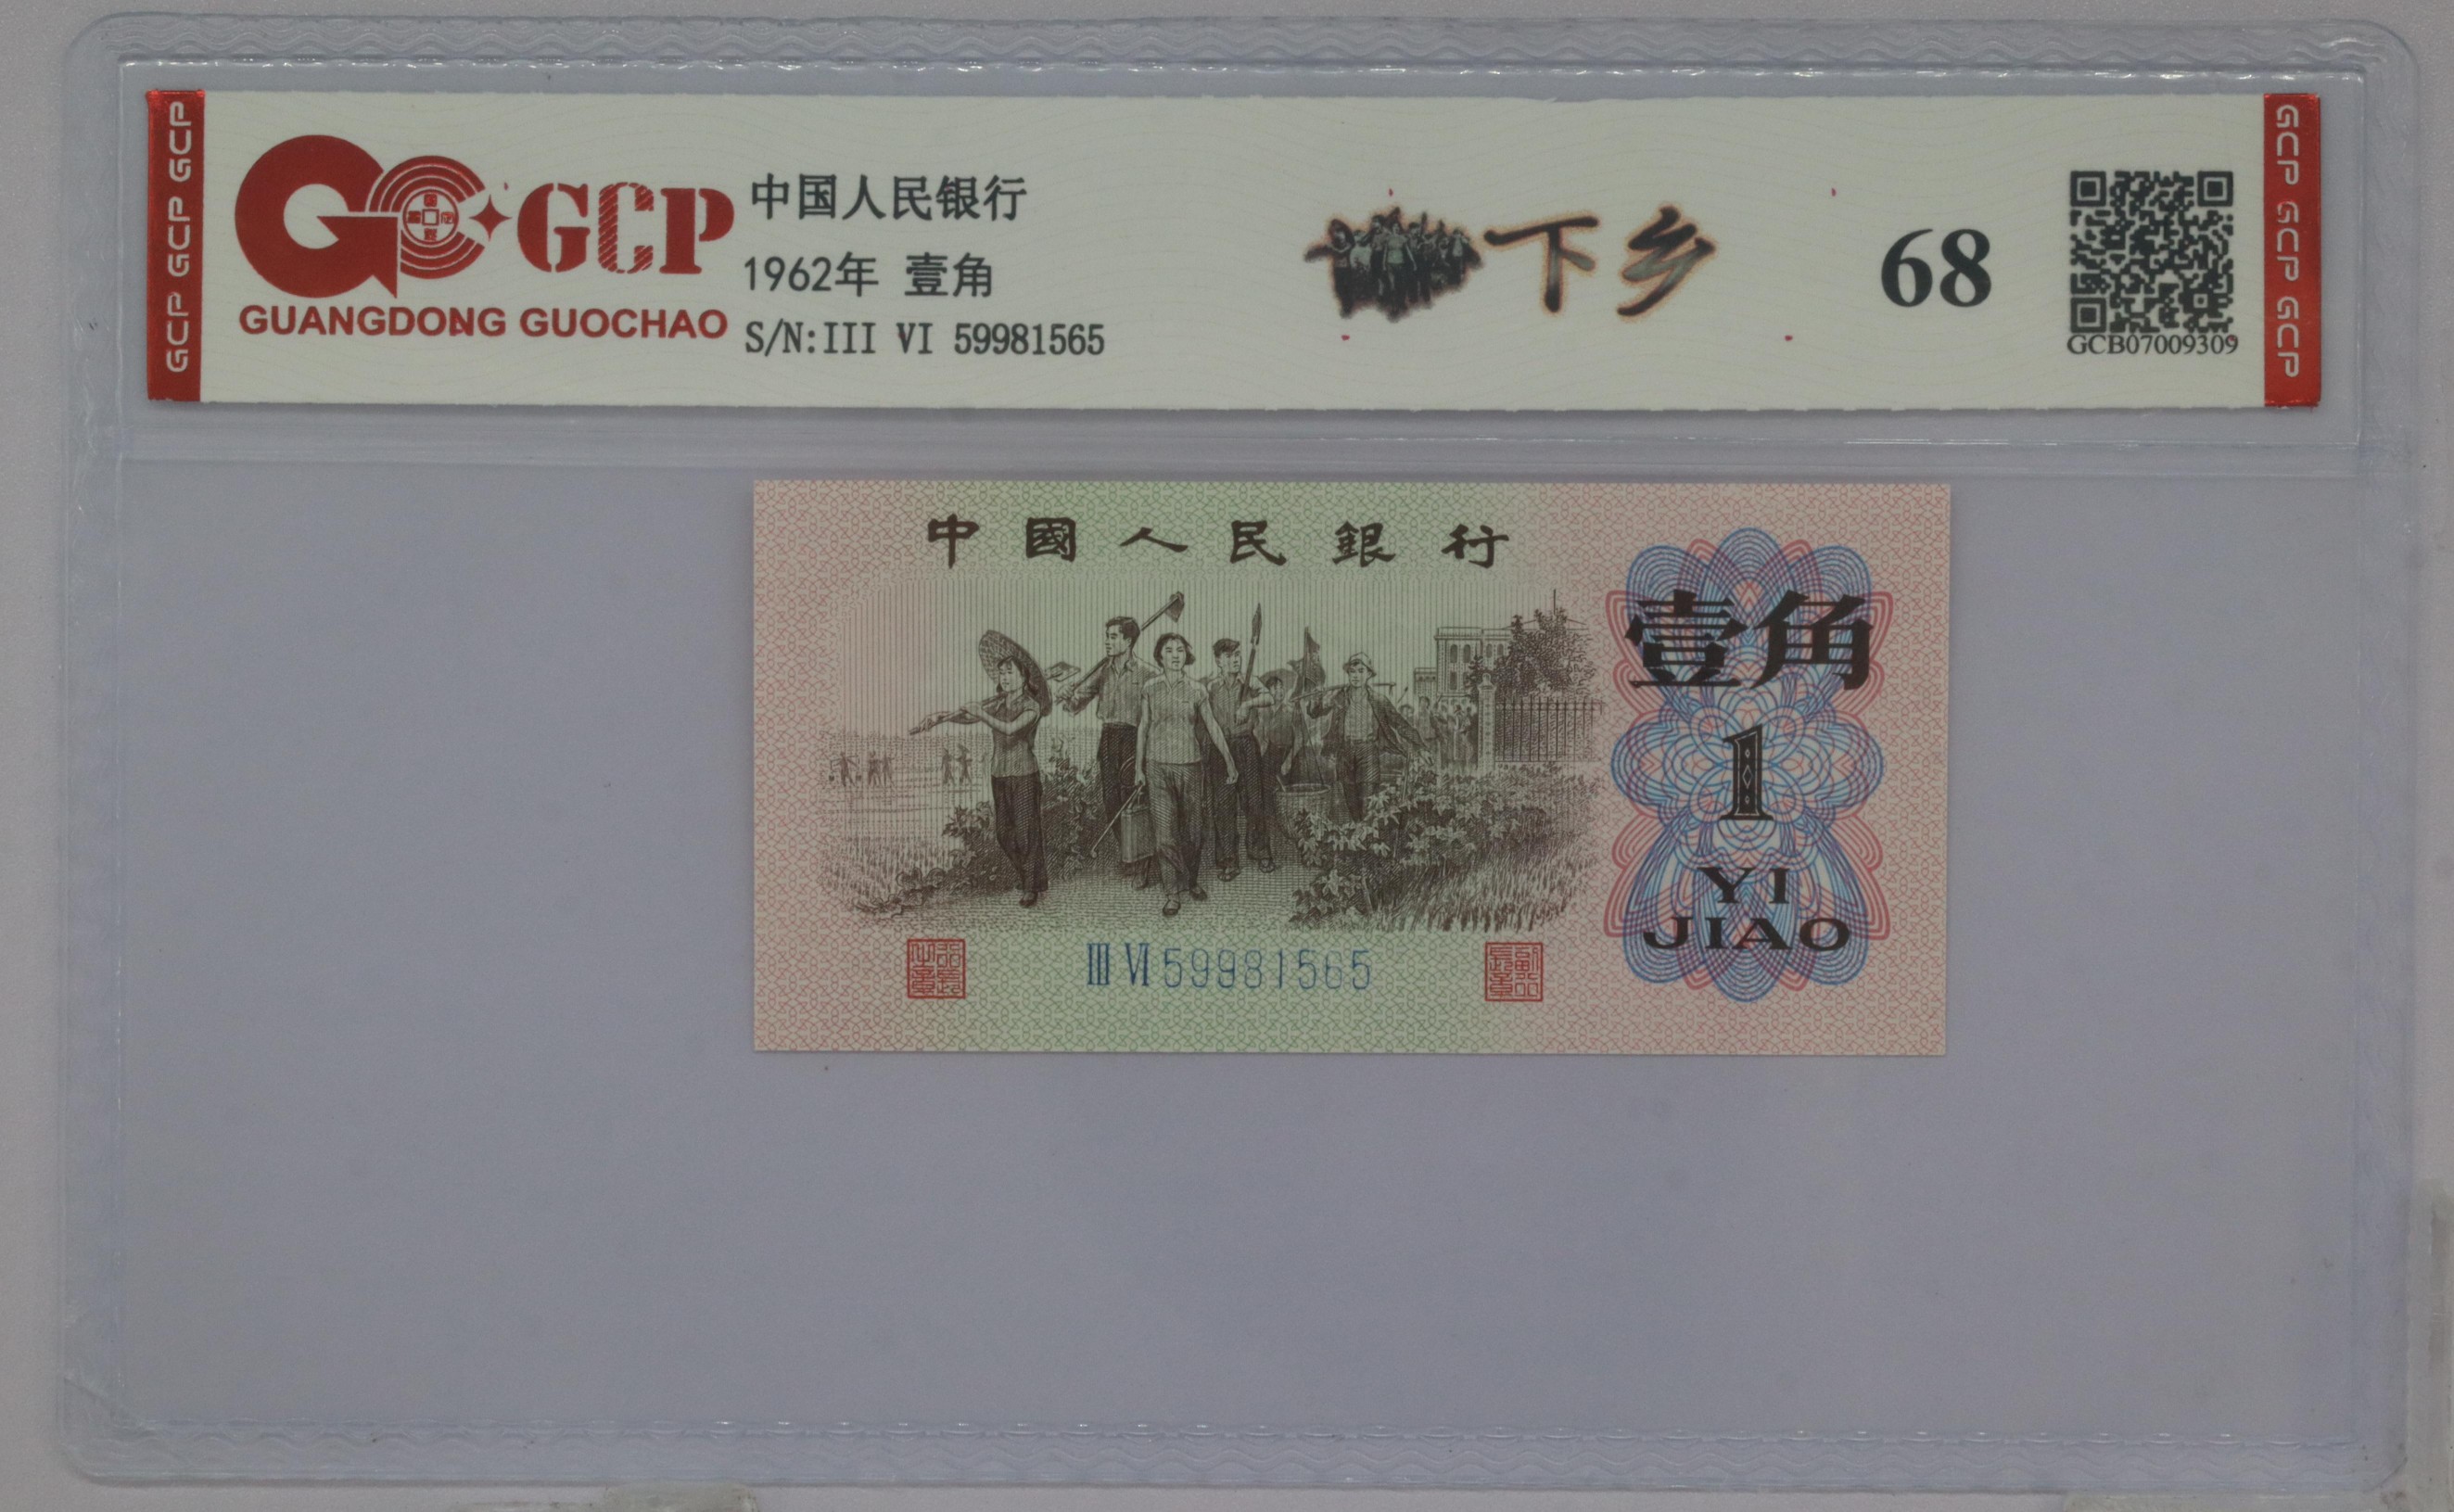 GCP GCP GCP
GCP
GUANGDONG GUOCHAO
中国人民银行
1962年 壹角
S/N:III VI 59981565
下乡
68
GCB07009309
GCP GCP GCP
中國人民銀行
壹角
1
YI
JIAO
III VI 59981565